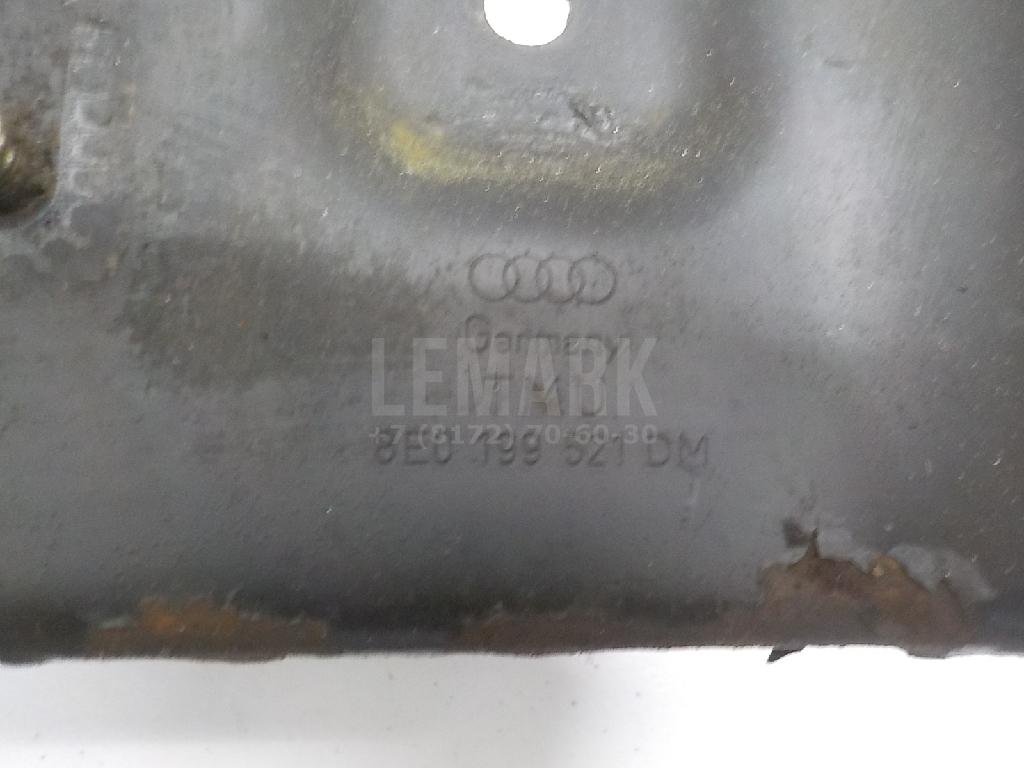 Germany
LEMARK
+7 (8172) 70-60-30
8E0 199 521 DM